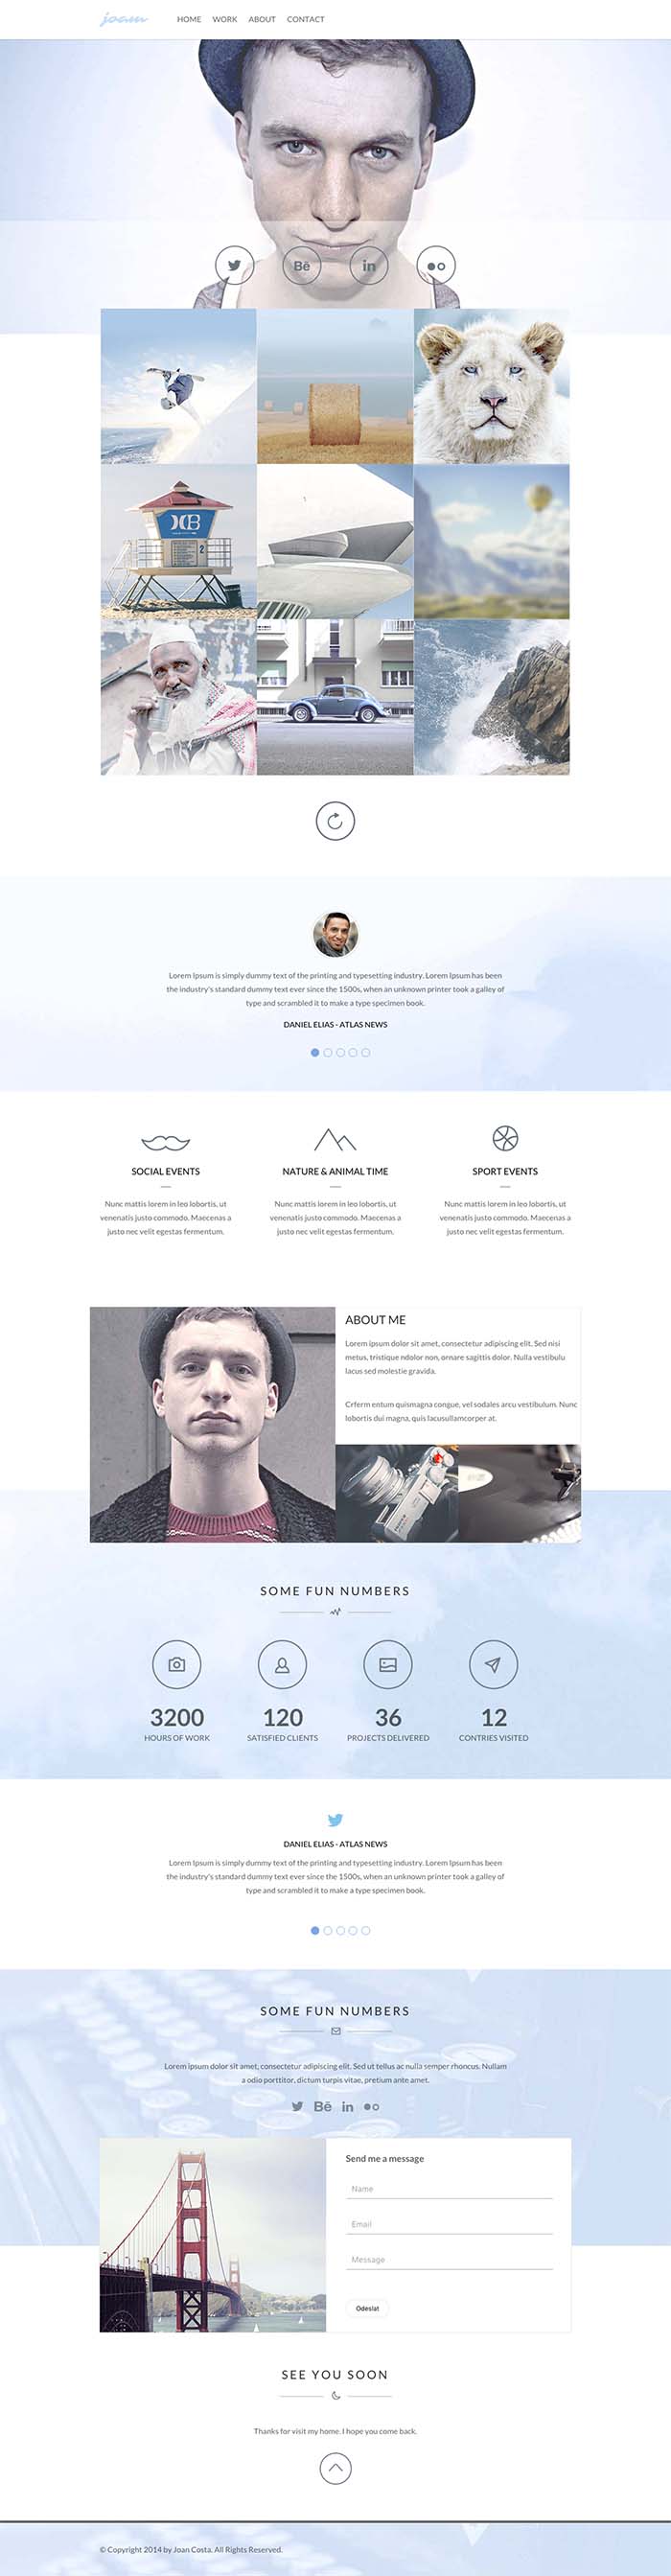 joam
HOME WORK ABOUT CONTACT
Bē in
XB
2
Lorem Ipsum is simply dummy text of the printing and typesetting industry. Lorem Ipsum has been
the industry's standard dummy text ever since the 1500s, when an unknown printer took a galley of
type and scrambled it to make a type specimen book.
DANIEL ELIAS - ATLAS NEWS
SOCIAL EVENTS
Nunc mattis lorem in leo lobortis, ut
venenatis justo commodo. Maecenas a
justo nec velit egestas fermentum.
NATURE & ANIMAL TIME
Nunc mattis lorem in leo lobortis, ut
venenatis justo commodo. Maecenas a
justo nec velit egestas fermentum.
SPORT EVENTS
Nunc mattis lorem in leo lobortis, ut
venenatis justo commodo. Maecenas a
justo nec velit egestas fermentum.
ABOUT ME
Lorem ipsum dolor sit amet, consectetur adipiscing elit. Sed nisi
metus, tristique ndolor non, ornare sagittis dolor. Nulla vestibulu
lacus sed molestie gravida.
Crferm entum quismagna congue, vel sodales arcu vestibulum. Nunc
lobortis dui magna, quis lacusullamcorper at.
SOME FUN NUMBERS
3200
HOURS OF WORK
120
SATISFIED CLIENTS
36
PROJECTS DELIVERED
12
CONTRIES VISITED
DANIEL ELIAS - ATLAS NEWS
Lorem Ipsum is simply dummy text of the printing and typesetting industry. Lorem Ipsum has been
the industry's standard dummy text ever since the 1500s, when an unknown printer took a galley of
type and scrambled it to make a type specimen book.
SOME FUN NUMBERS
Lorem ipsum dolor sit amet, consectetur adipiscing elit. Sed ut tellus ac nulla semper rhoncus. Nullam
a odio porttitor, dictum turpis vitae, pretium ante amet.
Bē in
Send me a message
Name
Email
Message
Odeslat
SEE YOU SOON
Thanks for visit my home. I hope you come back.
© Copyright 2014 by Joan Costa. All Rights Reserved.